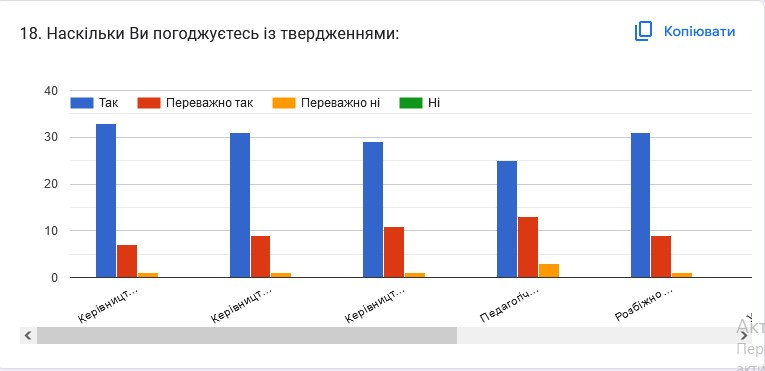 18. Наскільки Ви погоджуєтесь із твердженнями:
Копіювати
40
Так
Переважно так
Переважно ні
Ні
30
20
10
0
Керівницт...
Керівницт...
Керівницт...
Педагогіч...
Розбіжно...